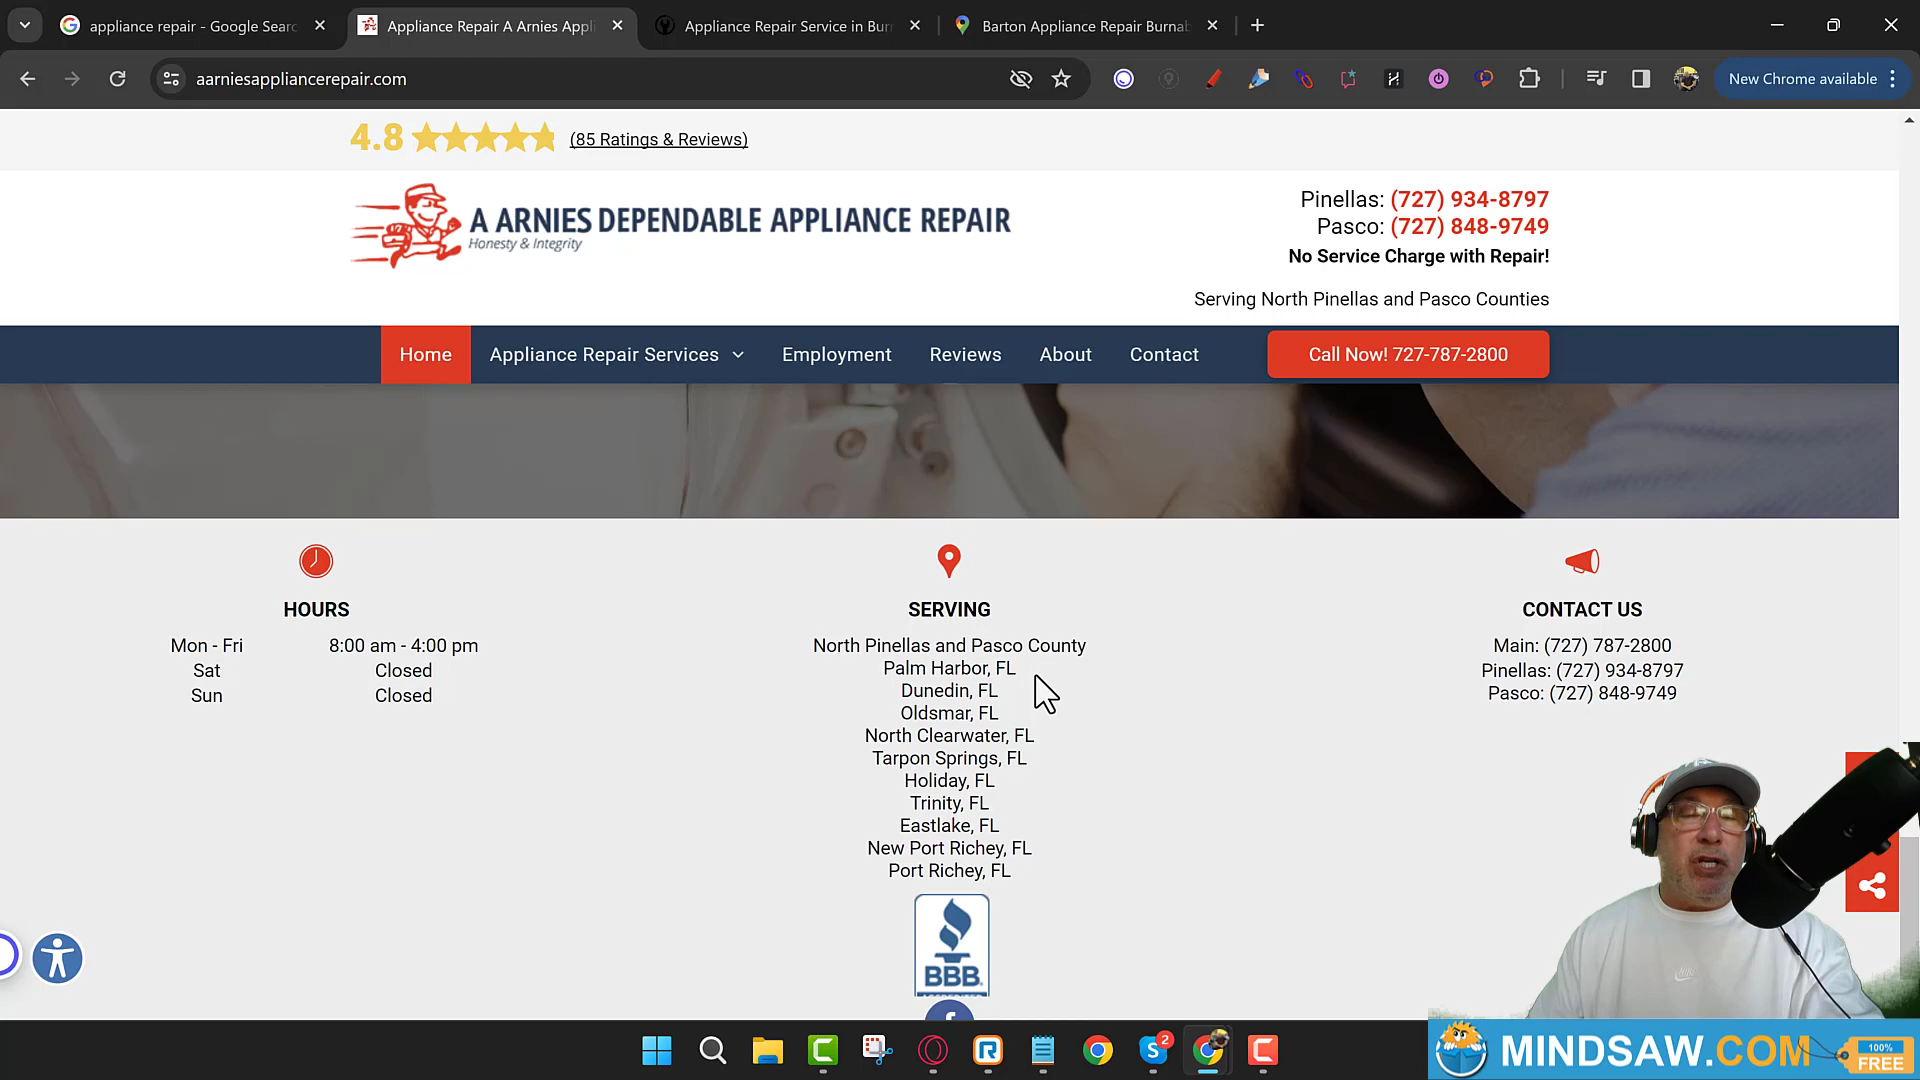 appliance repair - Google Searc
Appliance Repair A Arnies Appli
Appliance Repair Service in Bur
Barton Appliance Repair Burnab
aarniesappliancerepair.com
New Chrome available
4.8
(85 Ratings & Reviews)
A ARNIES DEPENDABLE APPLIANCE REPAIR
Honesty & Integrity
Pinellas: (727) 934-8797
Pasco: (727) 848-9749
No Service Charge with Repair!
Serving North Pinellas and Pasco Counties
Home
Appliance Repair Services
Employment
Reviews
About
Contact
Call Now! 727-787-2800
HOURS
Mon - Fri 8:00 am - 4:00 pm
Sat Closed
Sun Closed
SERVING
North Pinellas and Pasco County
Palm Harbor, FL
Dunedin, FL
Oldsmar, FL
North Clearwater, FL
Tarpon Springs, FL
Holiday, FL
Trinity, FL
Eastlake, FL
New Port Richey, FL
Port Richey, FL
BBB.
CONTACT US
Main: (727) 787-2800
Pinellas: (727) 934-8797
Pasco: (727) 848-9749
2
MINDSAW.COM
100%
FREE